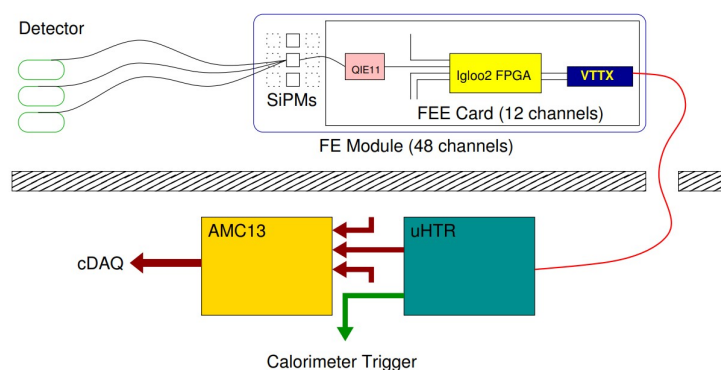 Detector
SiPMs
QIE11
Igloo2 FPGA
VTTX
FEE Card (12 channels)
FE Module (48 channels)
AMC13
uHTR
cDAQ
Calorimeter Trigger